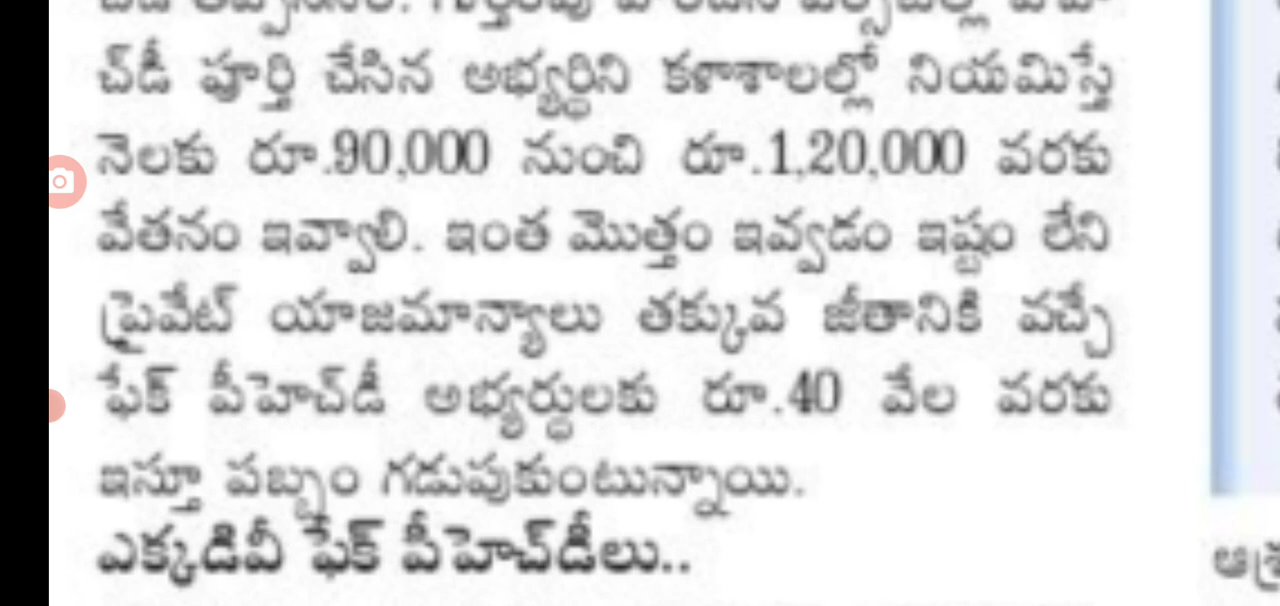 చ్‌డీ పూర్తి చేసిన అభ్యర్థిని కళాశాలల్లో నియమిస్తే
నెలకు రూ.90,000 నుంచి రూ.1,20,000 వరకు
వేతనం ఇవ్వాలి. ఇంత మొత్తం ఇవ్వడం ఇష్టం లేని
ప్రైవేట్ యాజమాన్యాలు తక్కువ జీతానికి వచ్చే
ఫేక్ పీహెచ్‌డీ అభ్యర్థులకు రూ.40 వేల వరకు
ఇస్తూ పబ్బం గడుపుకుంటున్నాయి.
ఎక్కడివీ ఫేక్ పీహెచ్‌డీలు..